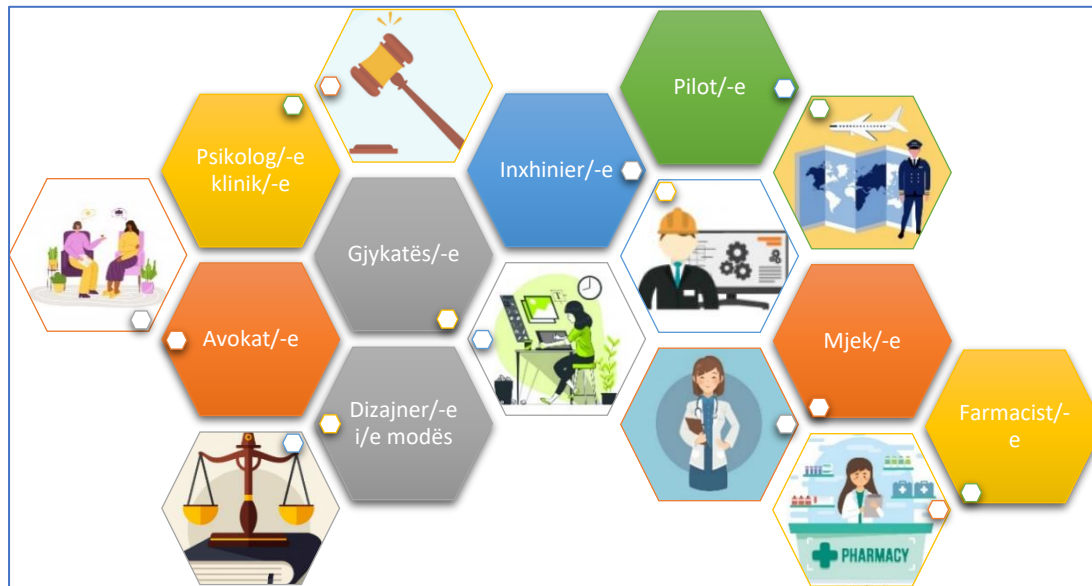 Pilot/-e
Psikolog/-e
klinik/-e
Inxhinier/-e
Gjykatës/-e
Avokat/-e
Mjek/-e
Dizajner/-e
i/e modës
Farmacist/-
e
PHARMACY